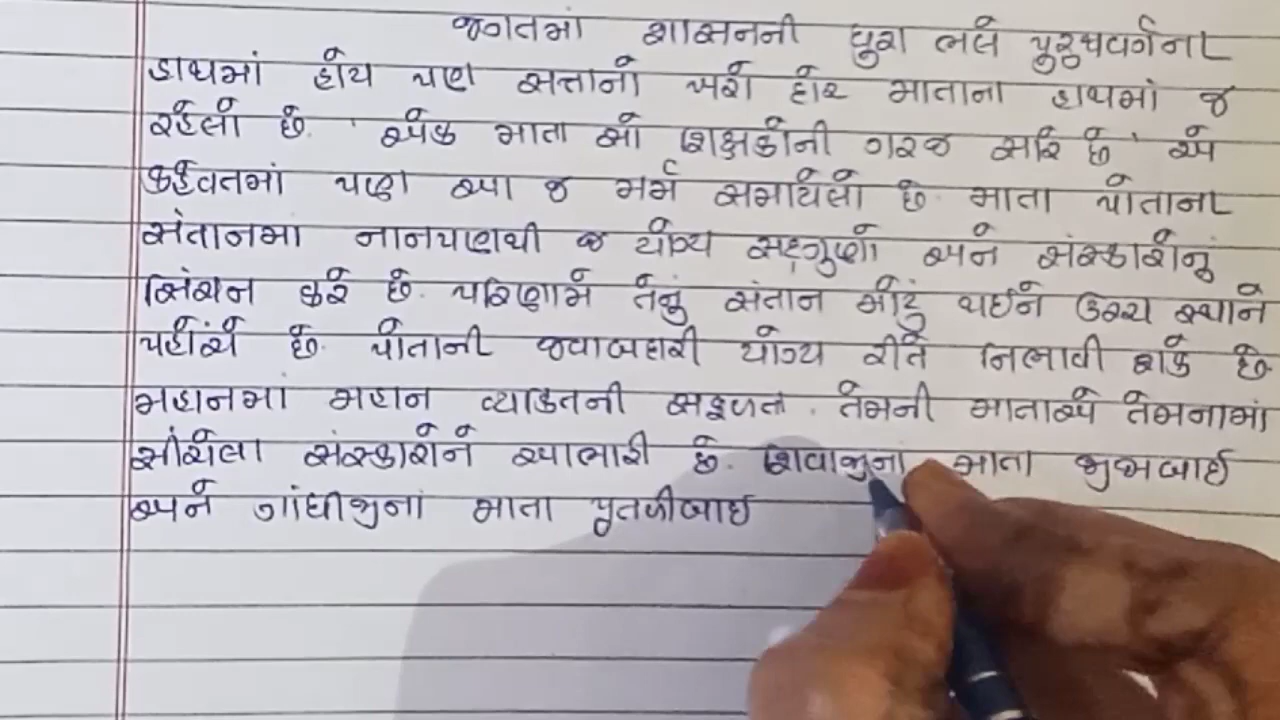 જગતમાં શાસનની ધુરા ભલે પુરુષવર્ગના
હાથમાં હોય પણ સત્તાનો ખરો દોર માતાના હાથમાં જ
રહેલો છે. 'એક માતા સો શિક્ષકોની ગરજ સારે છે' એ
કહેવતમાં પણ આ જ મર્મ સમાયેલો છે. માતા પોતાના
સંતાનમા નાનપણથી જ યોગ્ય સદ્ગુણો અને સંસ્કારોનું
સિંચન કરે છે. પરિણામે તેનું સંતાન મોટું થઈને ઉચ્ચ સ્થાને
પહોંચે છે. પોતાની જવાબદારી યોગ્ય રીતે નિભાવી શકે છે.
મહાનમાં મહાન વ્યક્તિની સફળતા તેમની માતાએ તેમનામાં
સીંચેલા સંસ્કારોને આભારી છે. શિવાજીનાં માતા જીજાબાઈ
અને ગાંધીજીનાં માતા પૂતળીબાઈ